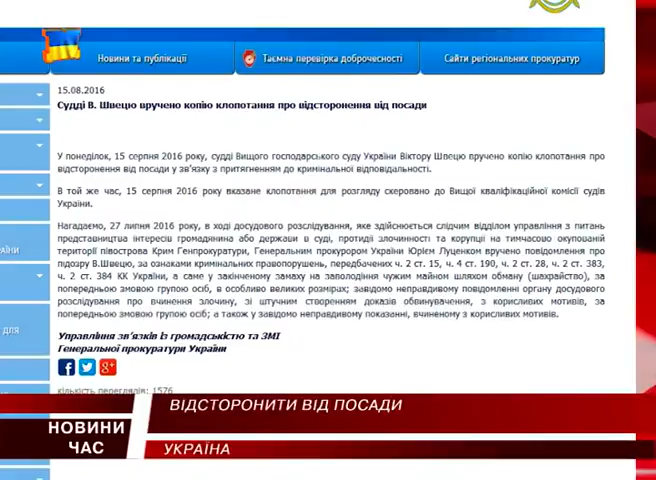 Новини та публікації
Таємна перевірка доброчесності
Сайти регіональних прокуратур
15.08.2016
Судді В. Швецю вручено копію клопотання про відсторонення від посади
У понеділок, 15 серпня 2016 року, судді Вищого господарського суду України Віктору Швецю вручено копію клопотання про
відсторонення від посади у зв'язку з притягненням до кримінальної відповідальності.
В той же час, 15 серпня 2016 року вказане клопотання для розгляду скеровано до Вищої кваліфікаційної комісії суддів
України.
Нагадаємо, 27 липня 2016 року, в ході досудового розслідування, яке здійснюється слідчим відділом управління з питань
представництва інтересів громадянина або держави в суді, протидії злочинності та корупції на тимчасово окупованій
території півострова Крим Генпрокуратури, Генеральним прокурором України Юрієм Луценком вручено повідомлення про
підозру В.Швецю, за ознаками кримінальних правопорушень, передбачених ч. 2 ст. 15, ч. 4 ст. 190, ч. 2 ст. 28, ч. 2 ст. 383,
ч. 2 ст. 384 КК України, а саме у закінченому замаху на заволодіння чужим майном шляхом обману (шахрайство), за
попередньою змовою групою осіб, в особливо великих розмірах; завідомо неправдивому повідомленні органу досудового
розслідування про вчинення злочину, зі штучним створенням доказів обвинувачення, з корисливих мотивів, за
попередньою змовою групою осіб; а також у завідомо неправдивому показанні, вчиненому з корисливих мотивів.
Управління зв'язків із громадськістю та ЗМІ
Генеральної прокуратури України
кількість переглядів: 1576
аїни
для
ВІДСТОРОНИТИ ВІД ПОСАДИ
НОВИНИ
ЧАС
УКРАЇНА